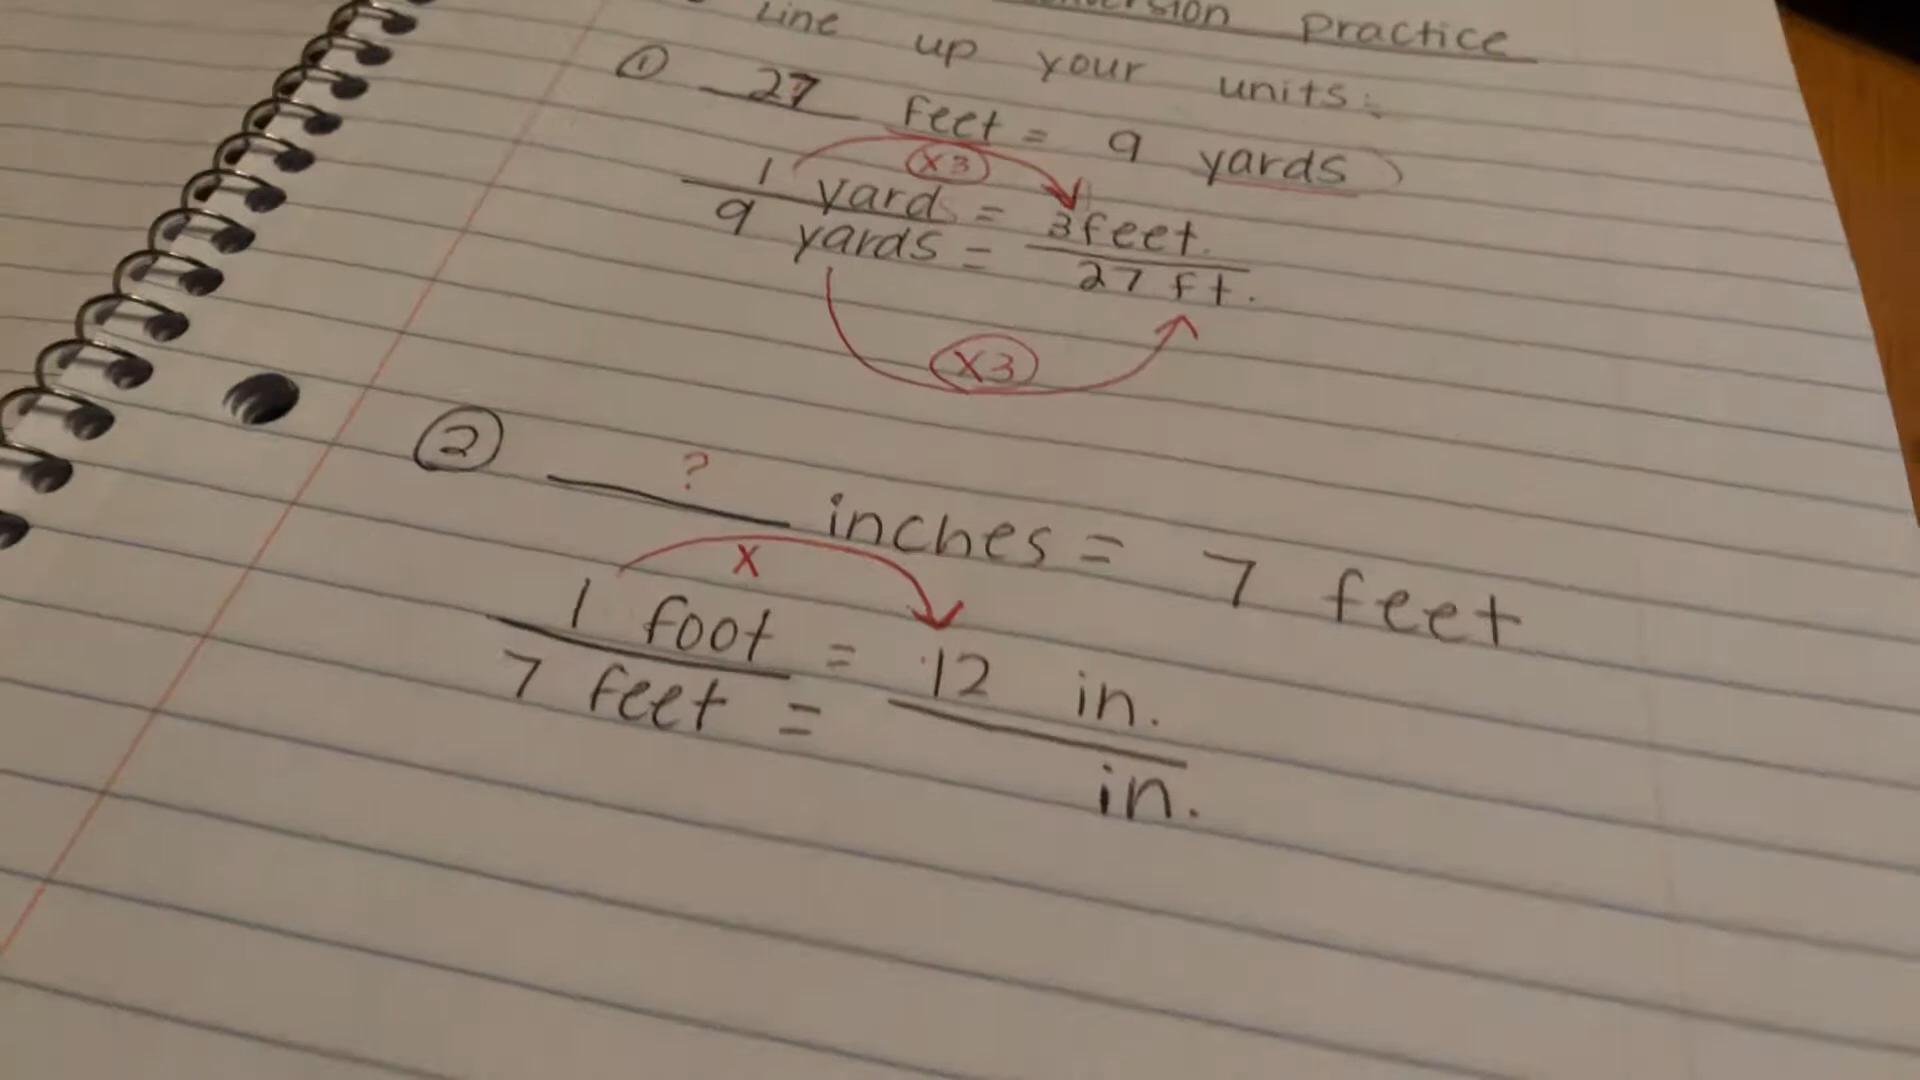 Practice
Line up your units:
① 27 feet = 9 yards
x3
1 yards = 3 feet.
9 yards = 27 ft.
x3
② ? inches = 7 feet
x
1 foot = 12 in.
7 feet = in.